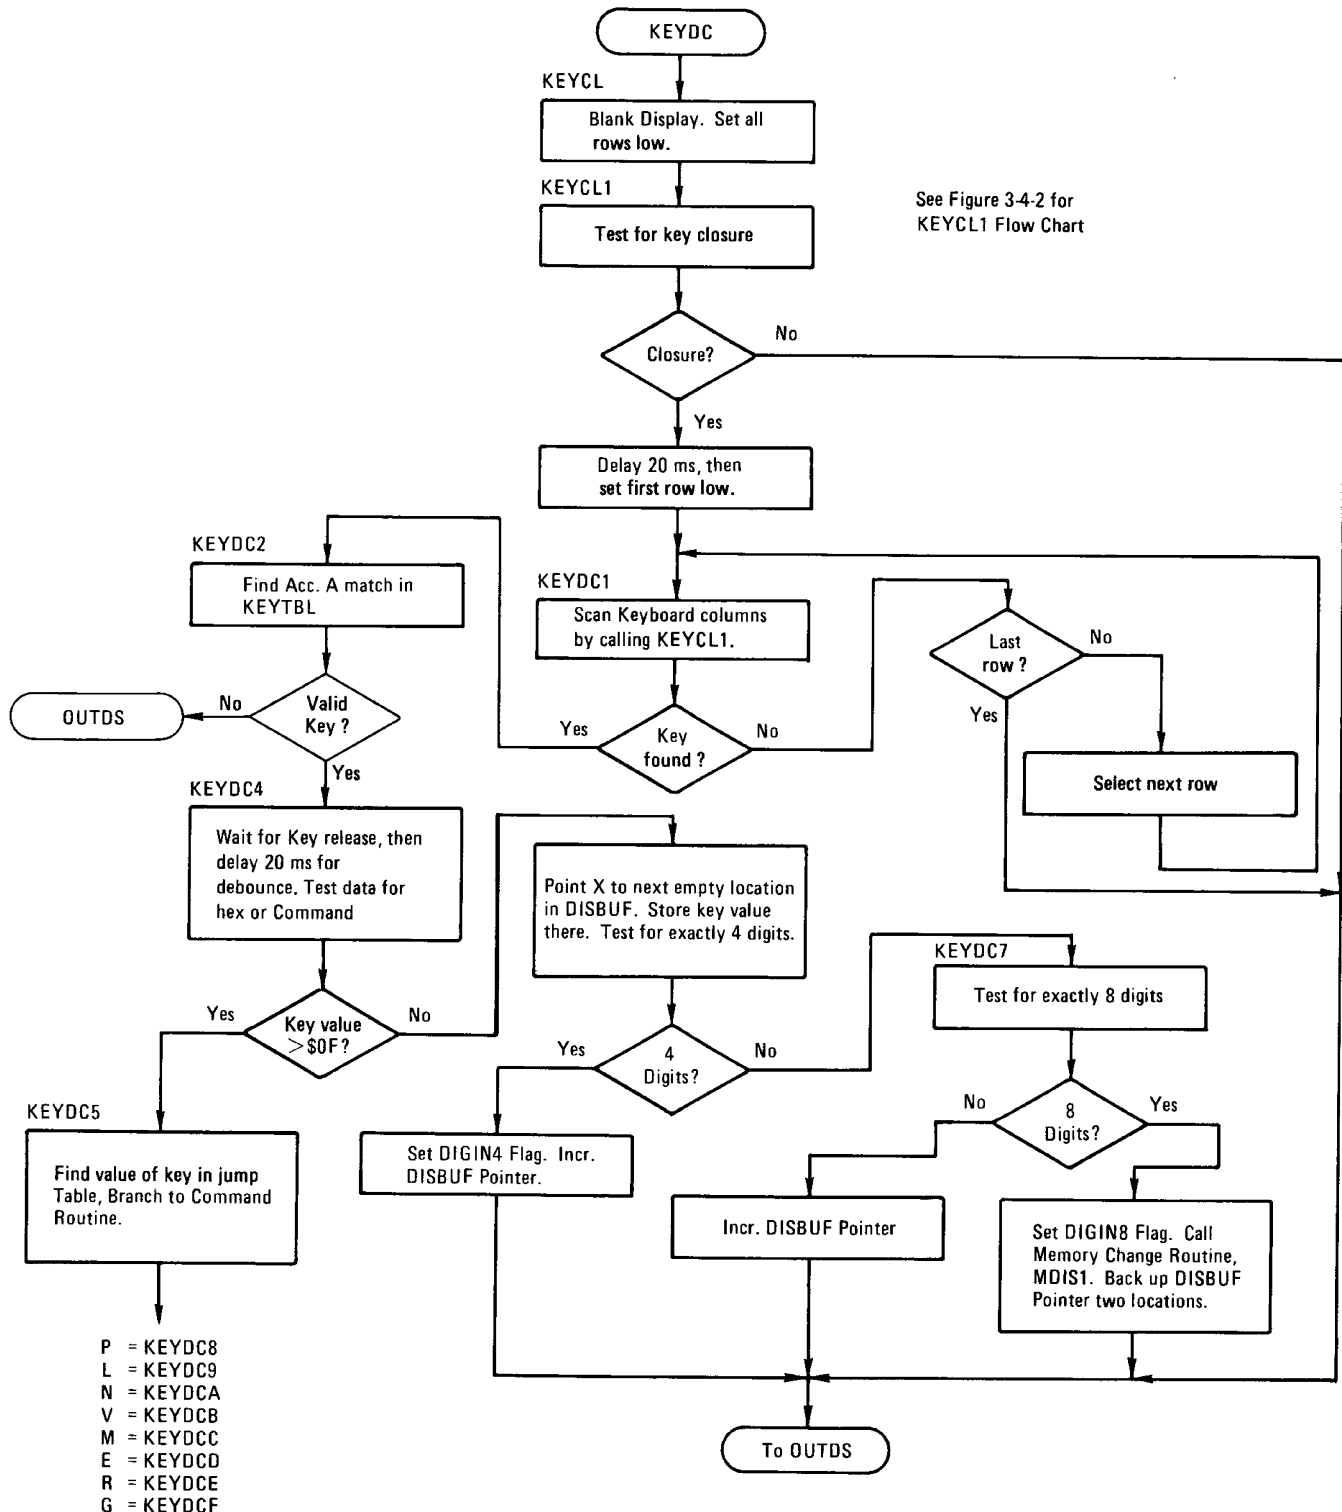 KEYDC
KEYCL
Blank Display. Set all
rows low.
KEYCL1
Test for key closure
See Figure 3-4-2 for
KEYCL1 Flow Chart
Closure?
No
Yes
Delay 20 ms, then
set first row low.
KEYDC2
Find Acc. A match in
KEYTBL
KEYDC1
Scan Keyboard columns
by calling KEYCL1.
Last
row ?
No
Yes
OUTDS
No
Valid
Key ?
Yes
Yes
Key
found ?
No
Select next row
KEYDC4
Wait for Key release, then
delay 20 ms for
debounce. Test data for
hex or Command
Point X to next empty location
in DISBUF. Store key value
there. Test for exactly 4 digits.
KEYDC7
Test for exactly 8 digits
Yes
Key value
>$0F?
No
Yes
4
Digits?
No
No
8
Digits?
Yes
KEYDC5
Find value of key in jump
Table, Branch to Command
Routine.
Set DIGIN4 Flag. Incr.
DISBUF Pointer.
Incr. DISBUF Pointer
Set DIGIN8 Flag. Call
Memory Change Routine,
MDIS1. Back up DISBUF
Pointer two locations.
P = KEYDC8
L = KEYDC9
N = KEYDCA
V = KEYDCB
M = KEYDCC
E = KEYDCD
R = KEYDCE
G = KEYDCF
To OUTDS